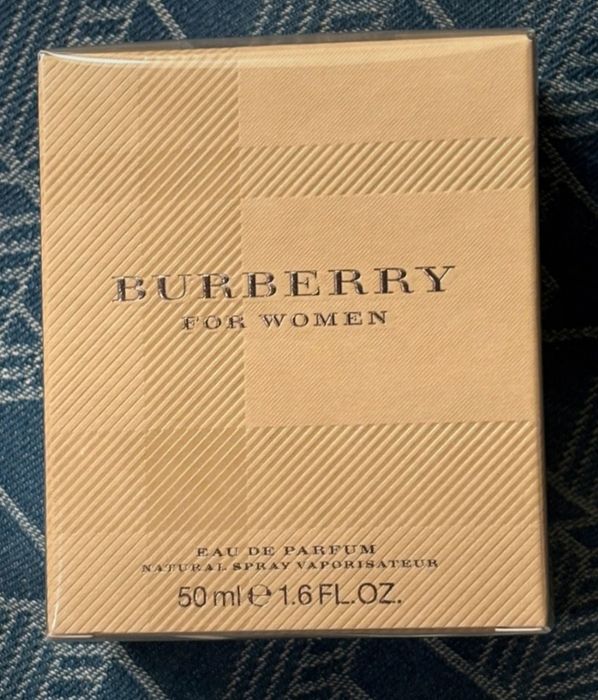 BURBERRY
FOR WOMEN
EAU DE PARFUM
NATURAL SPRAY VAPORISATEUR
50 ml ℮ 1.6 FL.OZ.